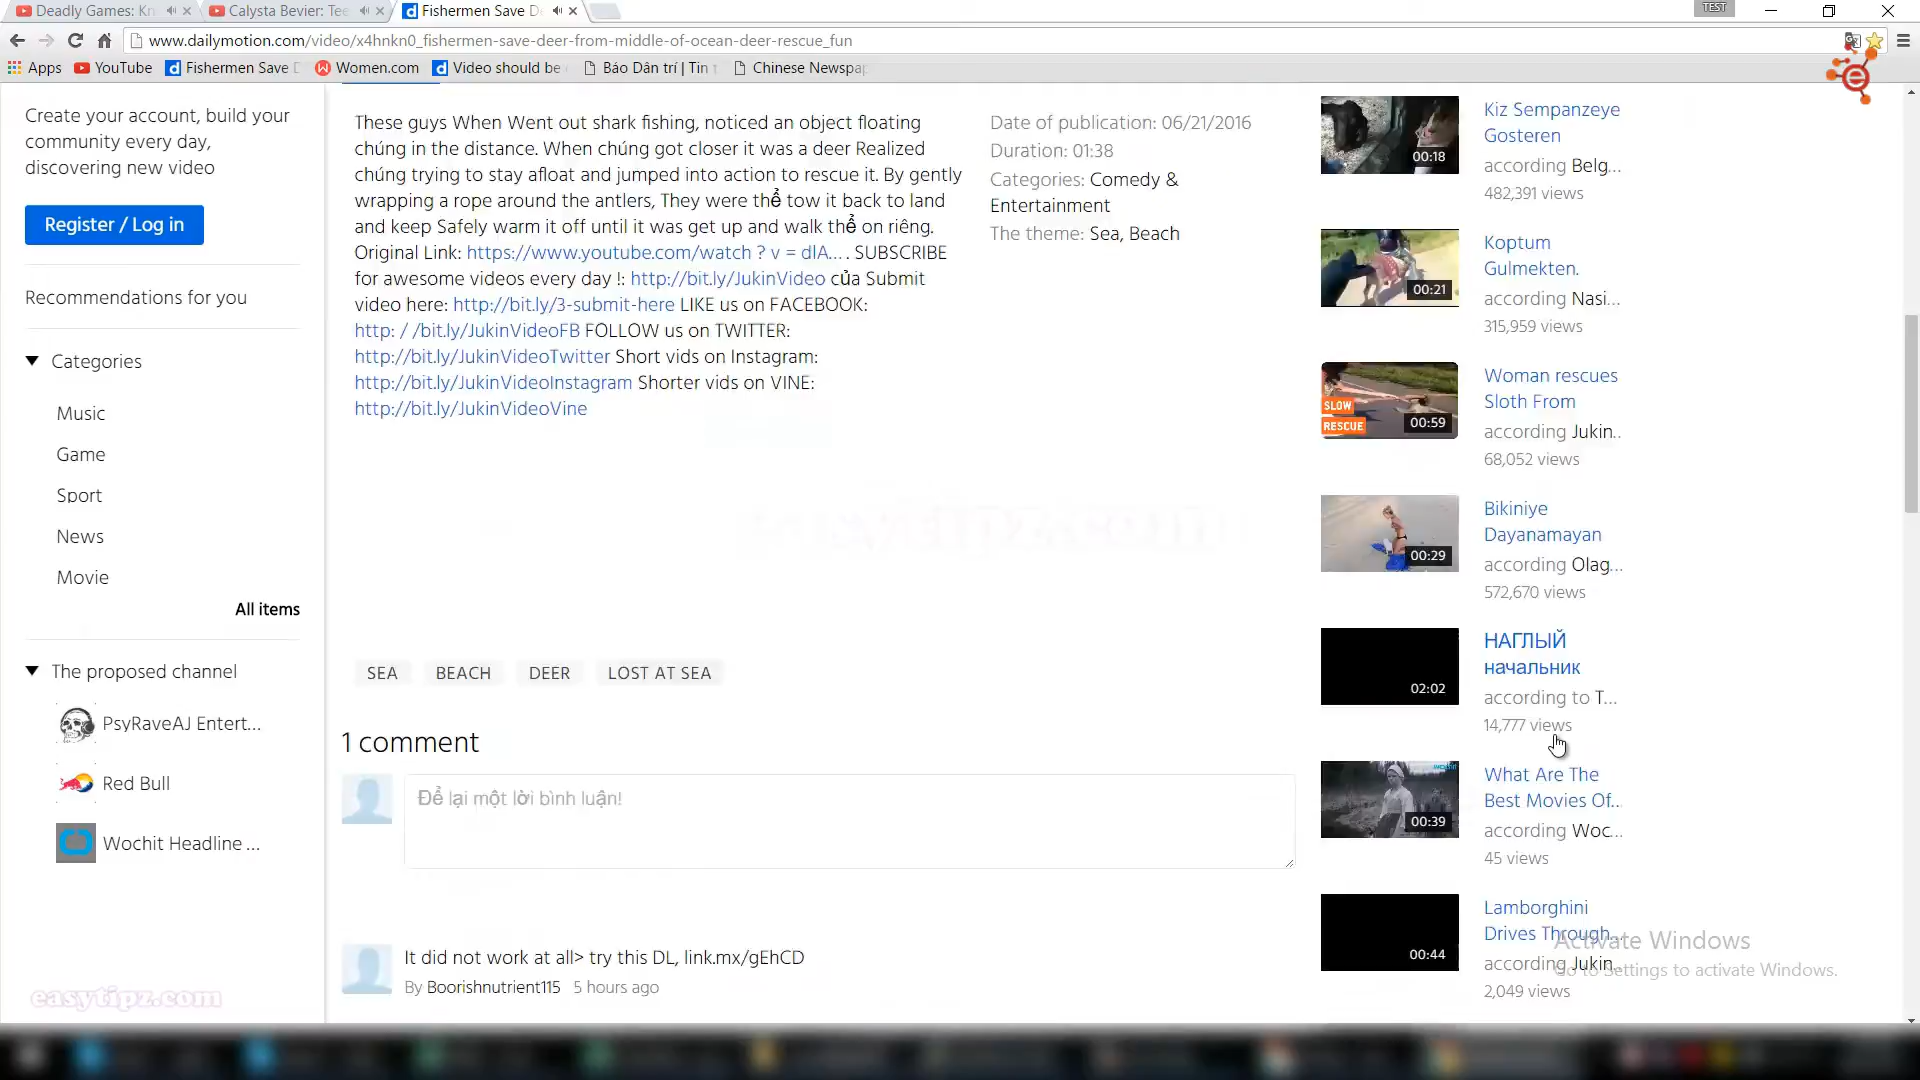 Deadly Games: Kn
Calysta Bevier: Tee
Fishermen Save D
TEST
www.dailymotion.com/video/x4hnkn0_fishermen-save-deer-from-middle-of-ocean-deer-rescue_fun
Apps
YouTube
Fishermen Save D
Women.com
Video should be
Báo Dân trí | Tin t
Chinese Newspap
Create your account, build your
community every day,
discovering new video
Register / Log in
Recommendations for you
Categories
Music
Game
Sport
News
Movie
All items
The proposed channel
PsyRaveAJ Entert...
Red Bull
Wochit Headline ...
easytipz.com
These guys When Went out shark fishing, noticed an object floating
chúng in the distance. When chúng got closer it was a deer Realized
chúng trying to stay afloat and jumped into action to rescue it. By gently
wrapping a rope around the antlers, They were thể tow it back to land
and keep Safely warm it off until it was get up and walk thể on riêng.
Original Link: https://www.youtube.com/watch ? v = dlA... . SUBSCRIBE
for awesome videos every day !: http://bit.ly/JukinVideo của Submit
video here: http://bit.ly/3-submit-here LIKE us on FACEBOOK:
http: / /bit.ly/JukinVideoFB FOLLOW us on TWITTER:
http://bit.ly/JukinVideoTwitter Short vids on Instagram:
http://bit.ly/JukinVideoInstagram Shorter vids on VINE:
http://bit.ly/JukinVideoVine
Date of publication: 06/21/2016
Duration: 01:38
Categories: Comedy &
Entertainment
The theme: Sea, Beach
SEA
BEACH
DEER
LOST AT SEA
1 comment
Để lại một lời bình luận!
It did not work at all> try this DL, link.mx/gEhCD
By Boorishnutrient115 5 hours ago
00:18
Kiz Sempanzeye
Gosteren
according Belg...
482,391 views
00:21
Koptum
Gulmekten.
according Nasi...
315,959 views
SLOW
RESCUE
00:59
Woman rescues
Sloth From
according Jukin..
68,052 views
00:29
Bikiniye
Dayanamayan
according Olag...
572,670 views
02:02
НАГЛЫЙ
начальник
according to T...
14,777 views
00:39
What Are The
Best Movies Of...
according Woc...
45 views
00:44
Lamborghini
Drives Through...
according Jukin..
2,049 views
Activate Windows
Go to Settings to activate Windows.